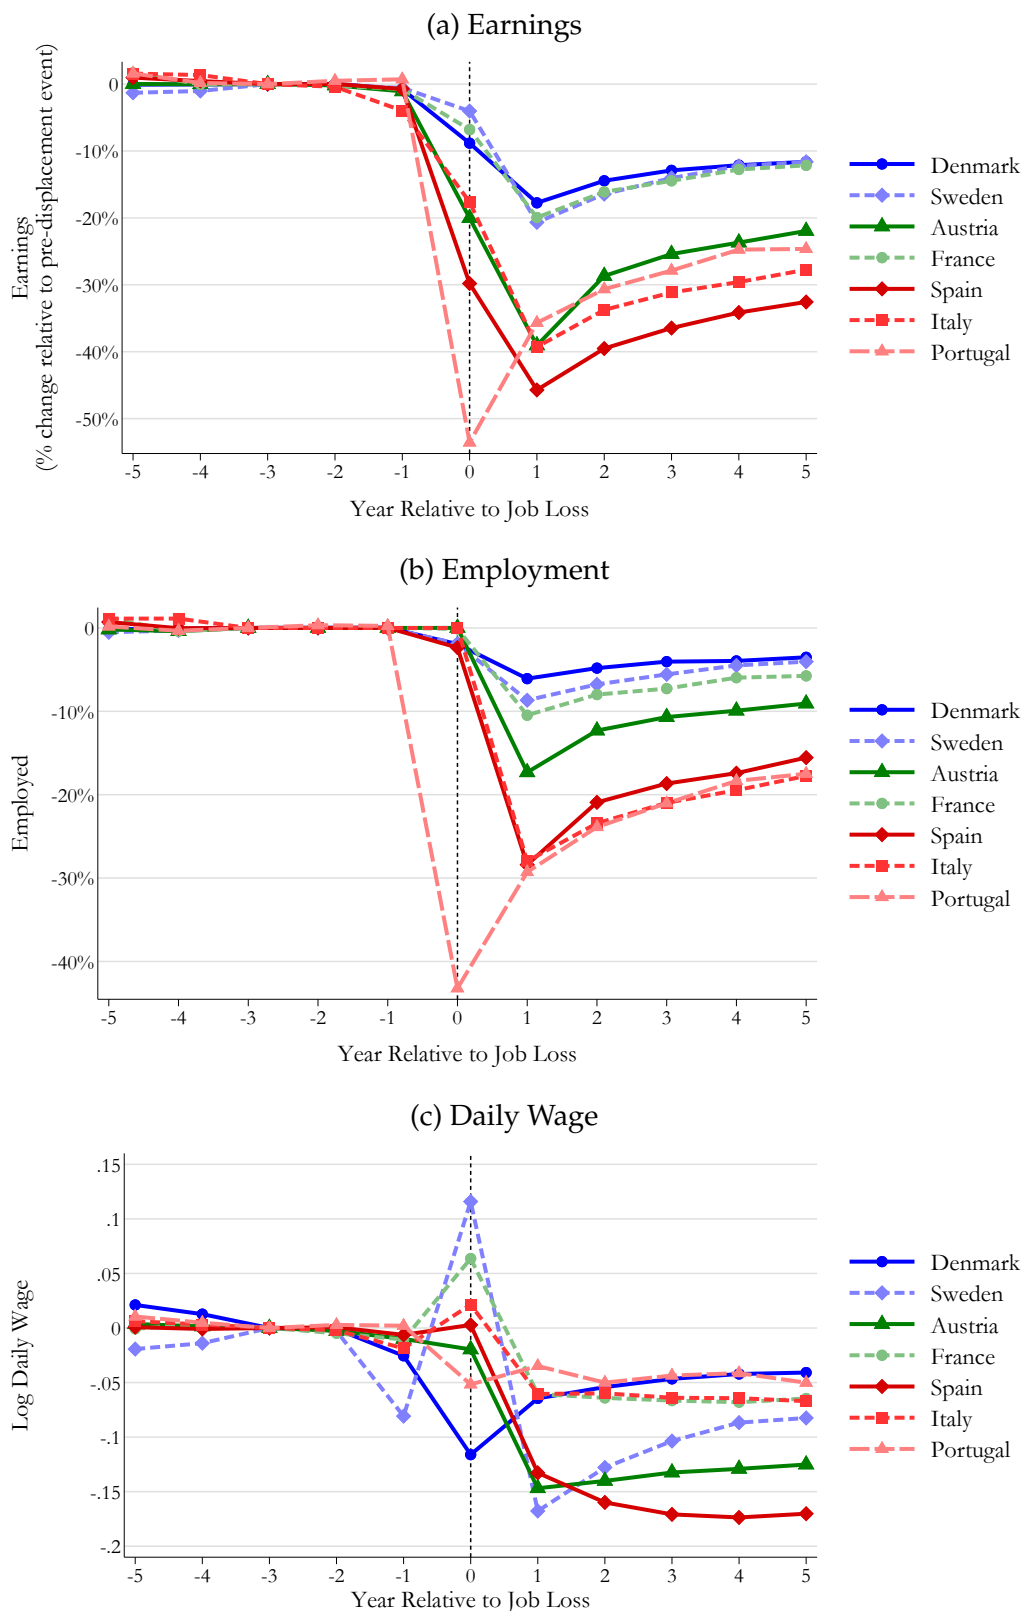 (a) Earnings
Earnings
(% change relative to pre-displacement event)
0
-10%
-20%
-30%
-40%
-50%
-5 -4 -3 -2 -1 0 1 2 3 4 5
Year Relative to Job Loss
Denmark
Sweden
Austria
France
Spain
Italy
Portugal
(b) Employment
Employed
0
-10%
-20%
-30%
-40%
-5 -4 -3 -2 -1 0 1 2 3 4 5
Year Relative to Job Loss
Denmark
Sweden
Austria
France
Spain
Italy
Portugal
(c) Daily Wage
Log Daily Wage
.15
.1
.05
0
-.05
-.1
-.15
-.2
-5 -4 -3 -2 -1 0 1 2 3 4 5
Year Relative to Job Loss
Denmark
Sweden
Austria
France
Spain
Italy
Portugal